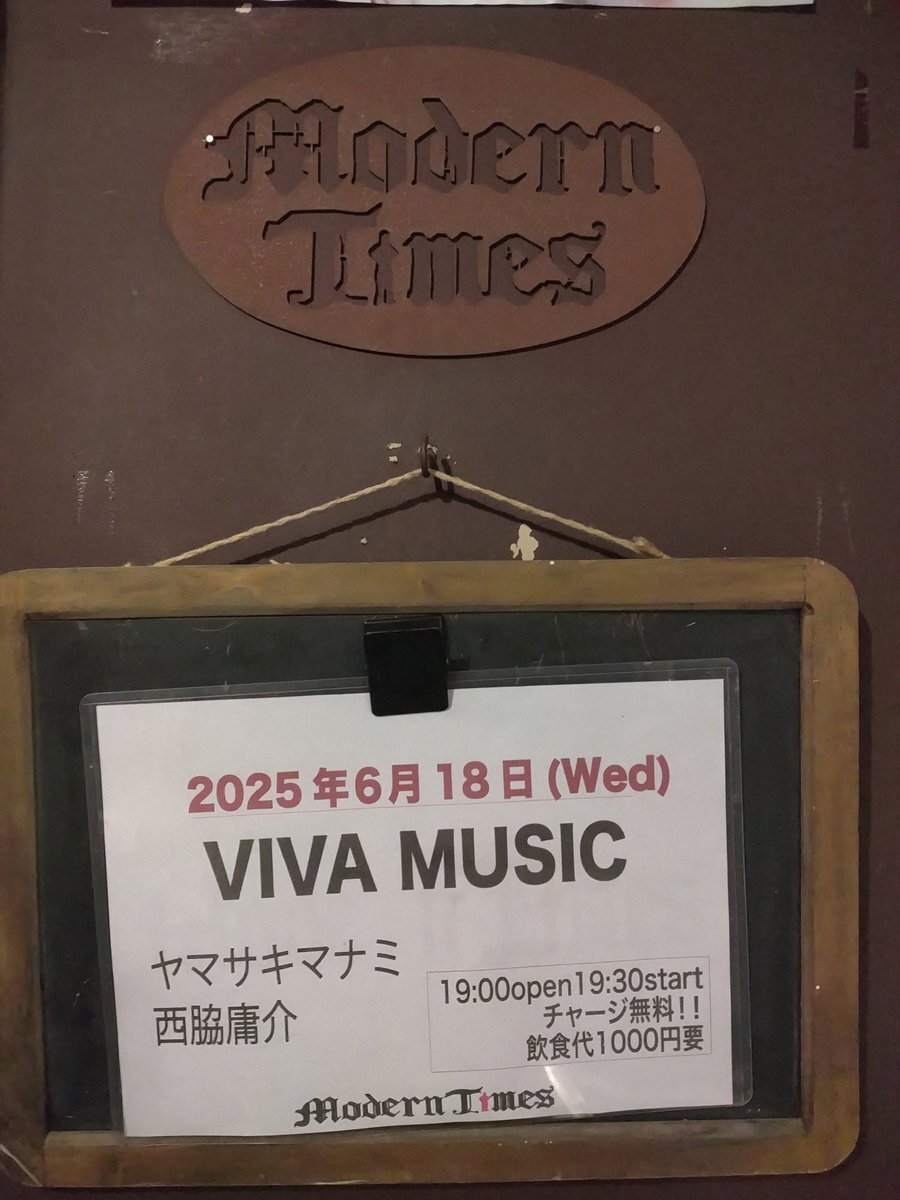 Modern
Times
2025年6月18日(Wed)
VIVA MUSIC
ヤマサキマナミ
西脇庸介
19:00open19:30start
チャージ無料!!
飲食代1000円要
Modern Times